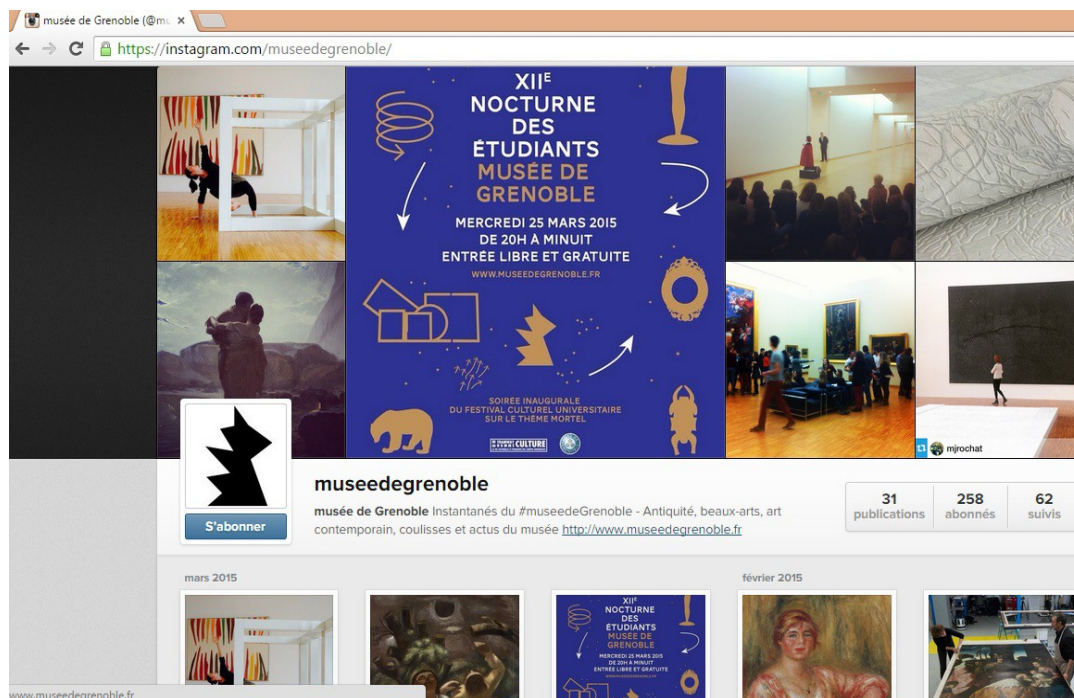 musée de Grenoble (@mu
https://instagram.com/museedegrenoble/
XIIE
NOCTURNE
DES
ÉTUDIANTS
MUSÉE DE
GRENOBLE
MERCREDI 25 MARS 2015
DE 20H À MINUIT
ENTRÉE LIBRE ET GRATUITE
WWW.MUSEEDEGRENOBLE.FR
SOIRÉE INAUGURALE
DU FESTIVAL CULTUREL UNIVERSITAIRE
SUR LE THÈME MORTEL
CULTURE
mjrochat
S'abonner
museedegrenoble
musée de Grenoble Instantanés du #museedeGrenoble - Antiquité, beaux-arts, art
contemporain, coulisses et actus du musée http://www.museedegrenoble.fr
31
publications
258
abonnés
62
suivis
mars 2015
février 2015
XIIE
NOCTURNE
DES
ÉTUDIANTS
MUSÉE DE
GRENOBLE
MERCREDI 25 MARS 2015
DE 20H À MINUIT
ENTRÉE LIBRE ET GRATUITE
www.museedegrenoble.fr